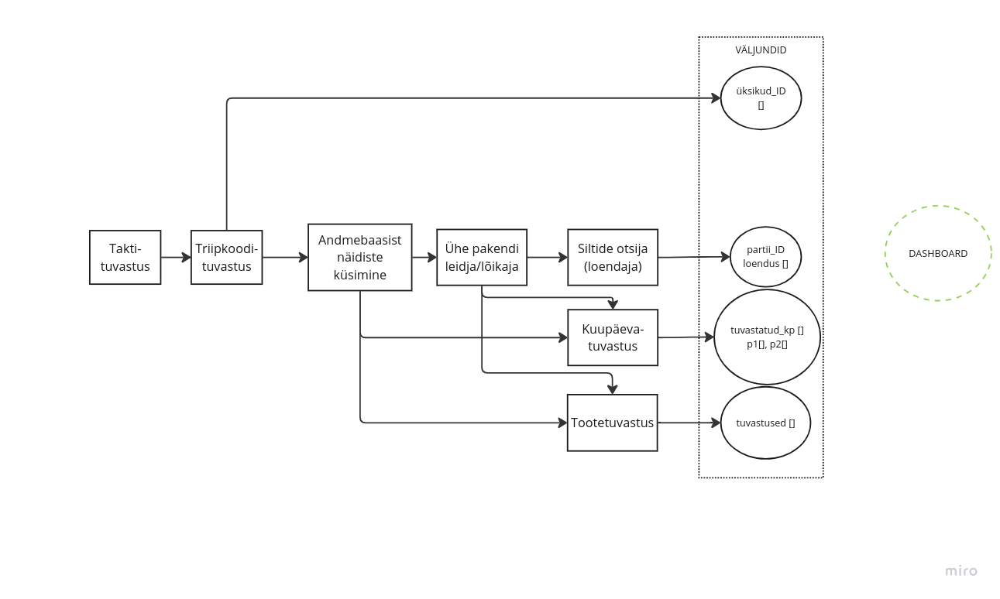 VÄLJUNDID
üksikud_ID
[]
Takti-
tuvastus
Triipkoodi-
tuvastus
Andmebaasist
näidiste
küsimine
Ühe pakendi
leidja/lõikaja
Siltide otsija
(loendaja)
partii_ID
loendus []
DASHBOARD
Kuupäeva-
tuvastus
tuvastatud_kp []
p1[], p2[]
Tootetuvastus
tuvastused []
miro